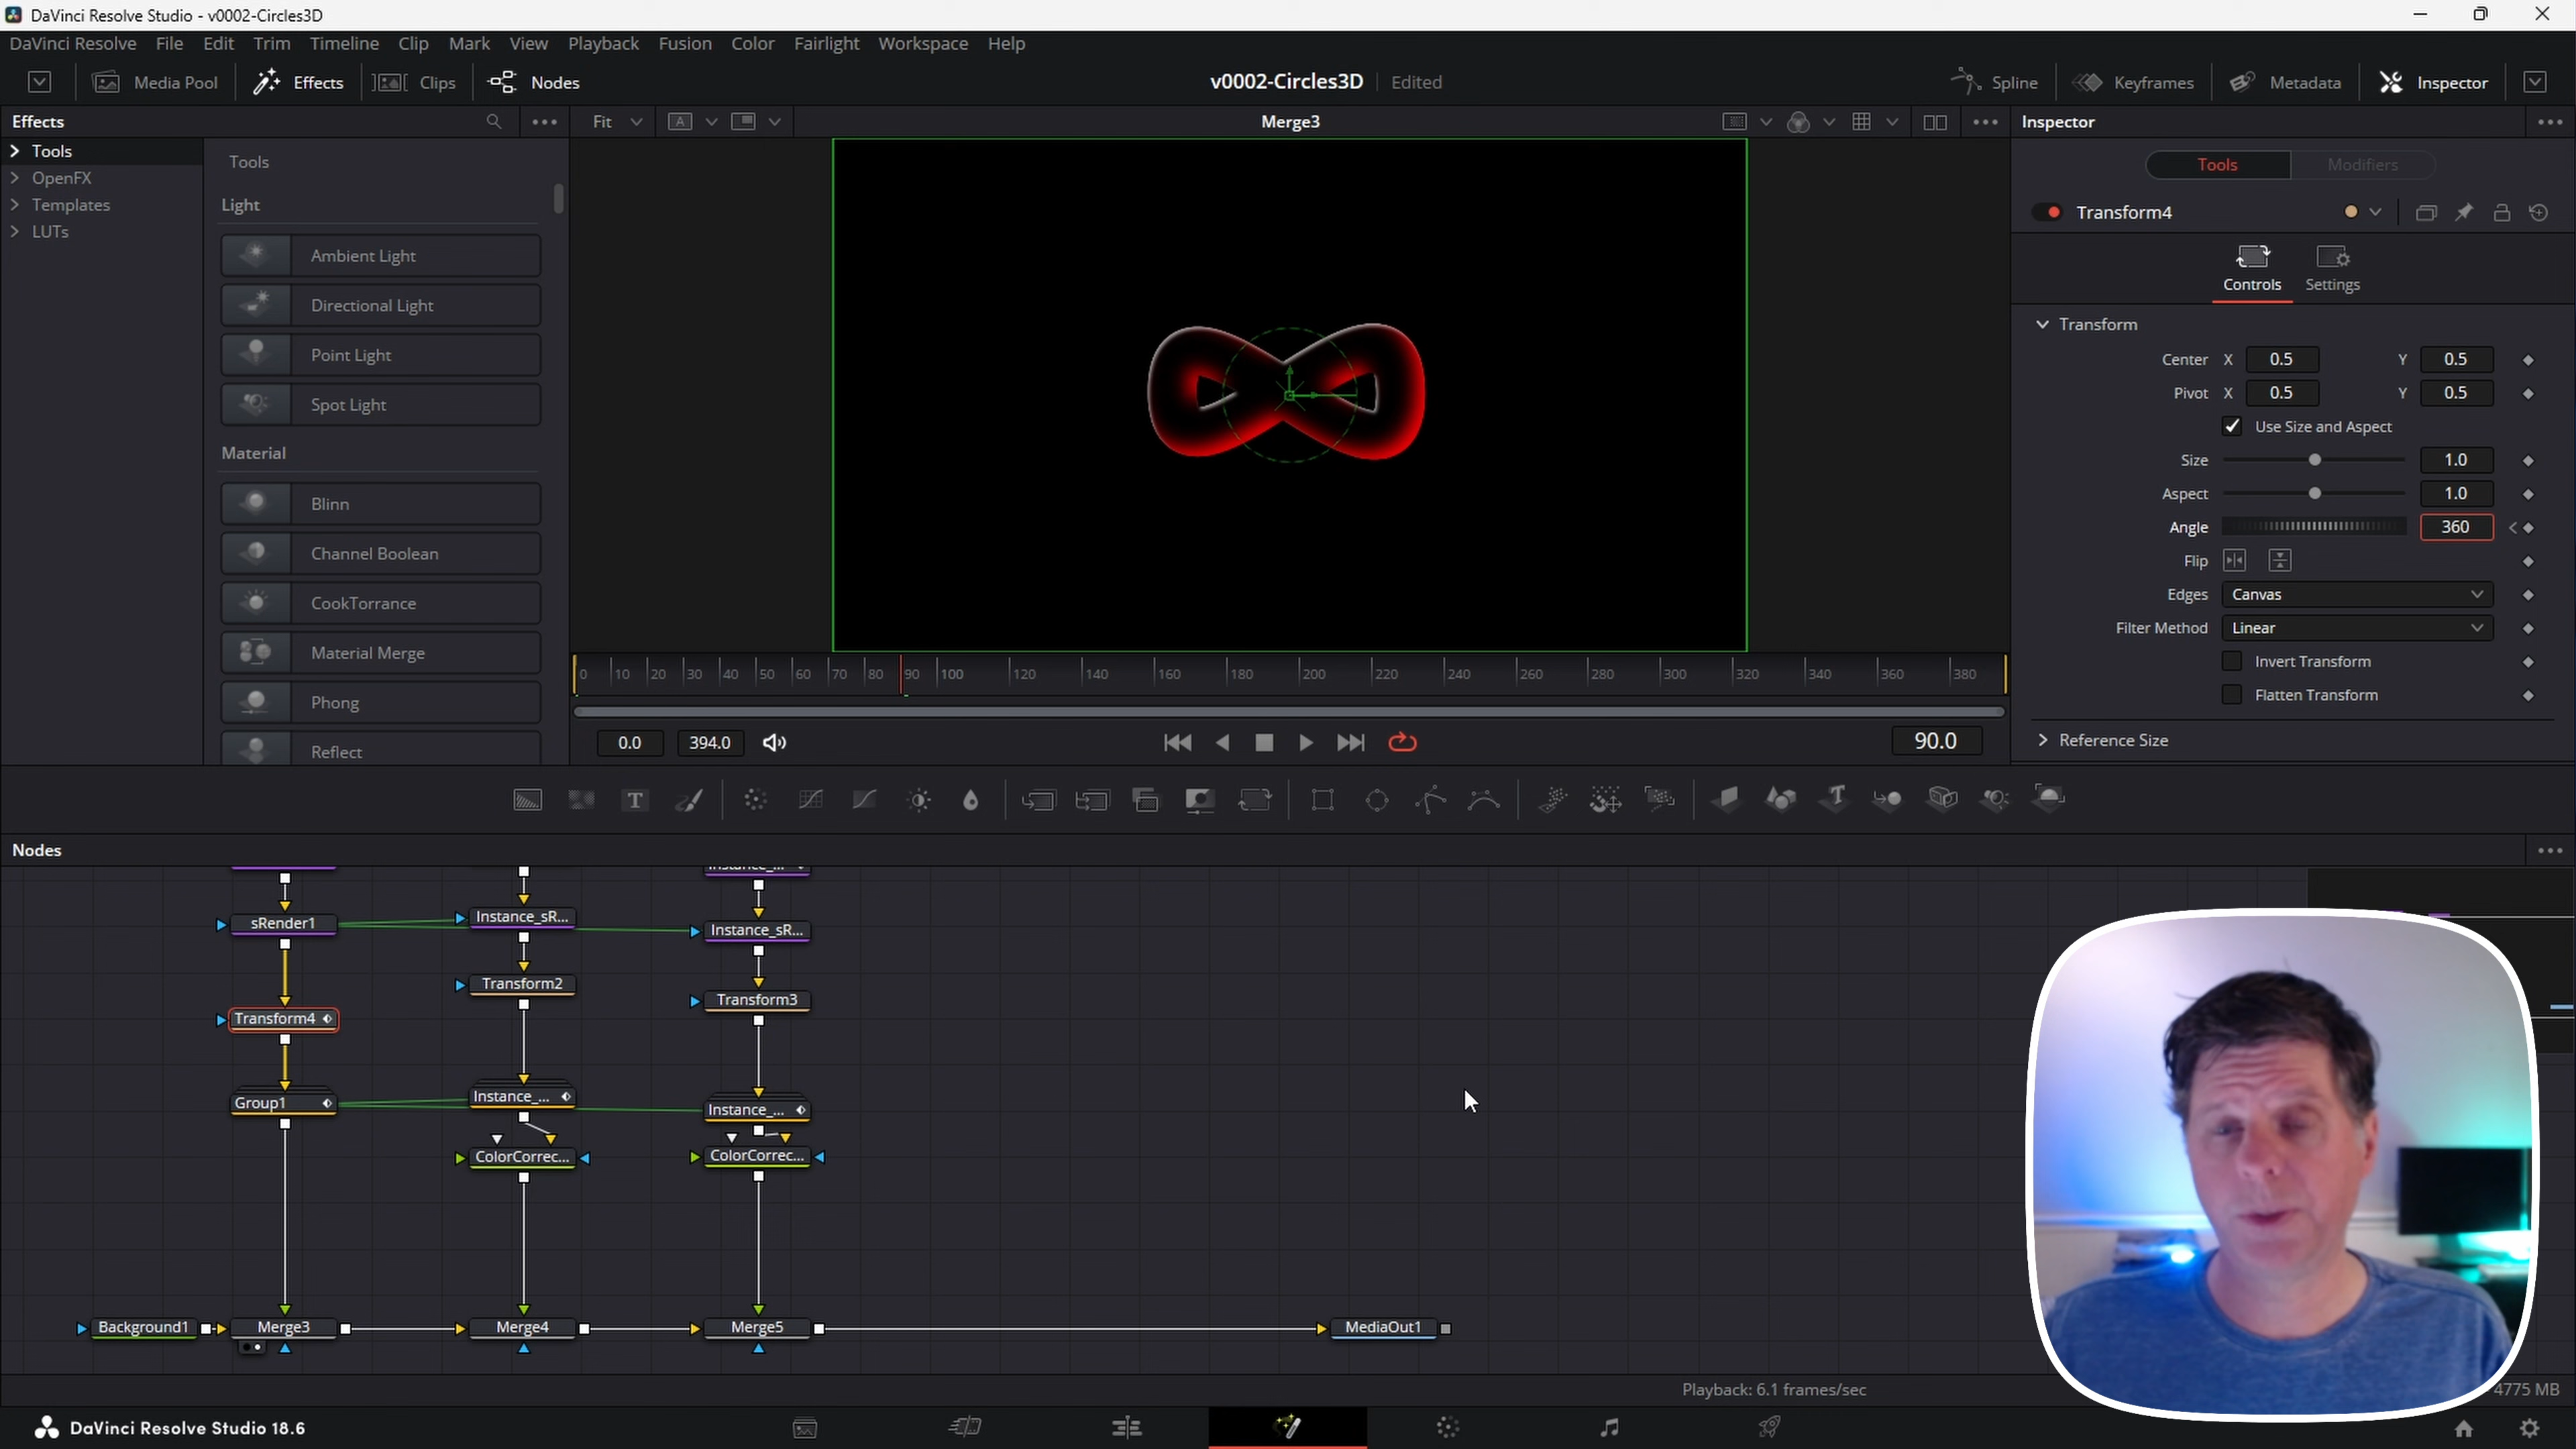 DaVinci Resolve Studio - v0002-Circles3D
DaVinci Resolve File Edit Trim Timeline Clip Mark View Playback Fusion Color Fairlight Workspace Help
Media Pool Effects Clips Nodes v0002-Circles3D Edited Spline Keyframes Metadata Inspector
Effects Fit A Merge3 Inspector
Tools
OpenFX
Templates
LUTs
Tools
Light
Ambient Light
Directional Light
Point Light
Spot Light
Material
Blinn
Channel Boolean
CookTorrance
Material Merge
Phong
Reflect
0 10 20 30 40 50 60 70 80 90 100 120 140 160 180 200 220 240 260 280 300 320 340 360 380
0.0 394.0 90.0
Tools Modifiers
Transform4
Controls Settings
Transform
Center X 0.5 Y 0.5
Pivot X 0.5 Y 0.5
Use Size and Aspect
Size 1.0
Aspect 1.0
Angle 360
Flip
Edges Canvas
Filter Method Linear
Invert Transform
Flatten Transform
Reference Size
T T
Nodes
sRender1 Instance_sR... Instance_sR...
Transform2 Transform3
Transform4
Group1 Instance_... Instance_...
ColorCorrec... ColorCorrec...
Background1 Merge3 Merge4 Merge5 MediaOut1
Playback: 6.1 frames/sec 4775 MB
DaVinci Resolve Studio 18.6